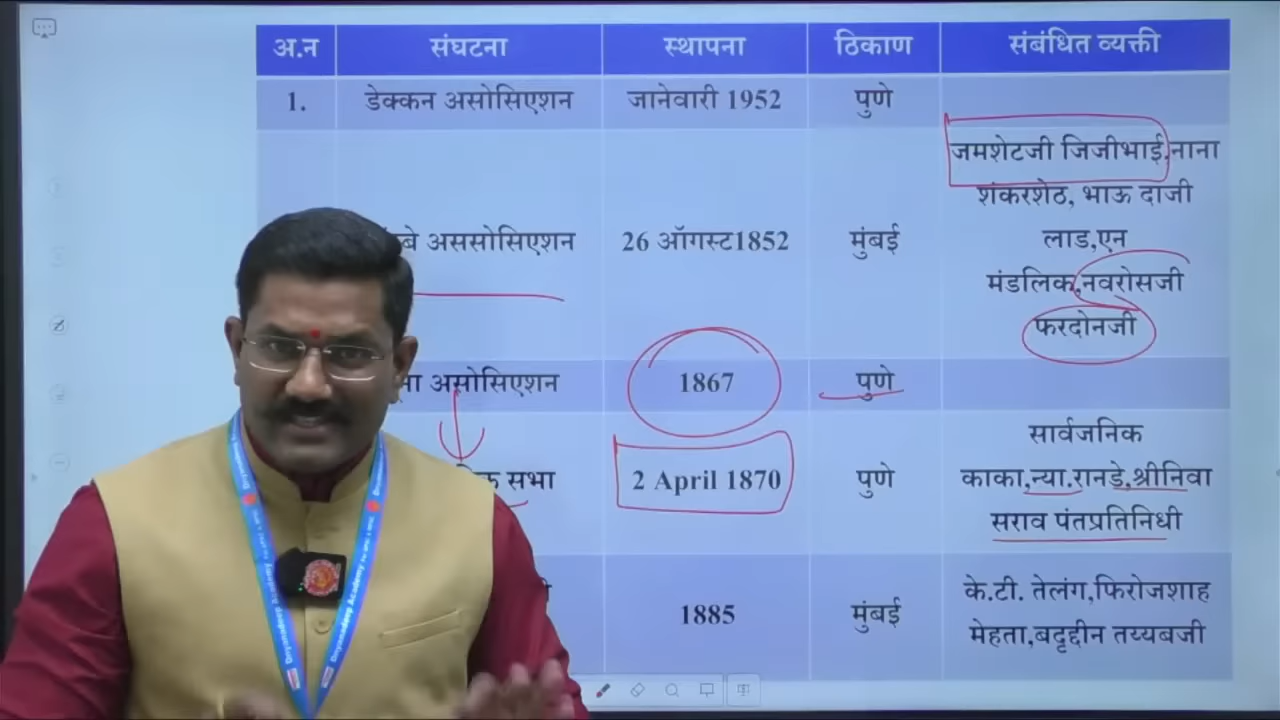 अ.न संघटना स्थापना ठिकाण संबंधित व्यक्ती
1. डेक्कन असोसिएशन जानेवारी 1952 पुणे
जमशेटजी जिजीभाई,नाना
शंकरशेठ, भाऊ दाजी
असोसिएशन 26 ऑगस्ट1852 मुंबई लाड,एन
मंडलिक,नवरोसजी
फरदोनजी
असोसिएशन 1867 पुणे
सार्वजनिक
सभा 2 April 1870 पुणे काका,न्या.रानडे,श्रीनिवा
सराव पंतप्रतिनिधी
1885 मुंबई के.टी. तेलंग,फिरोजशाह
मेहता,बद्दृद्दीन तय्यबजी